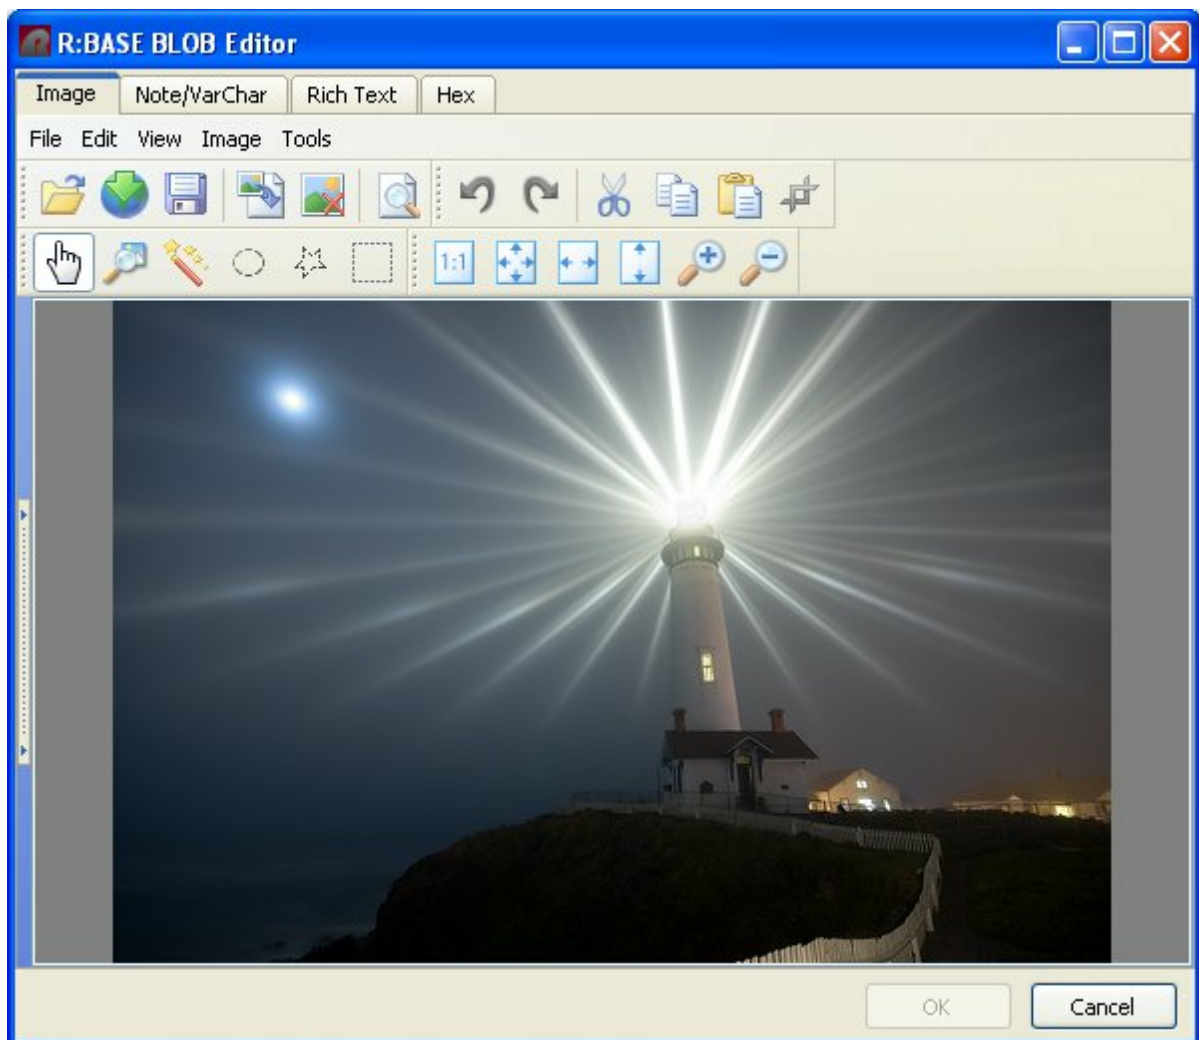 R:BASE BLOB Editor
Image Note/VarChar Rich Text Hex
File Edit View Image Tools
1:1
OK Cancel